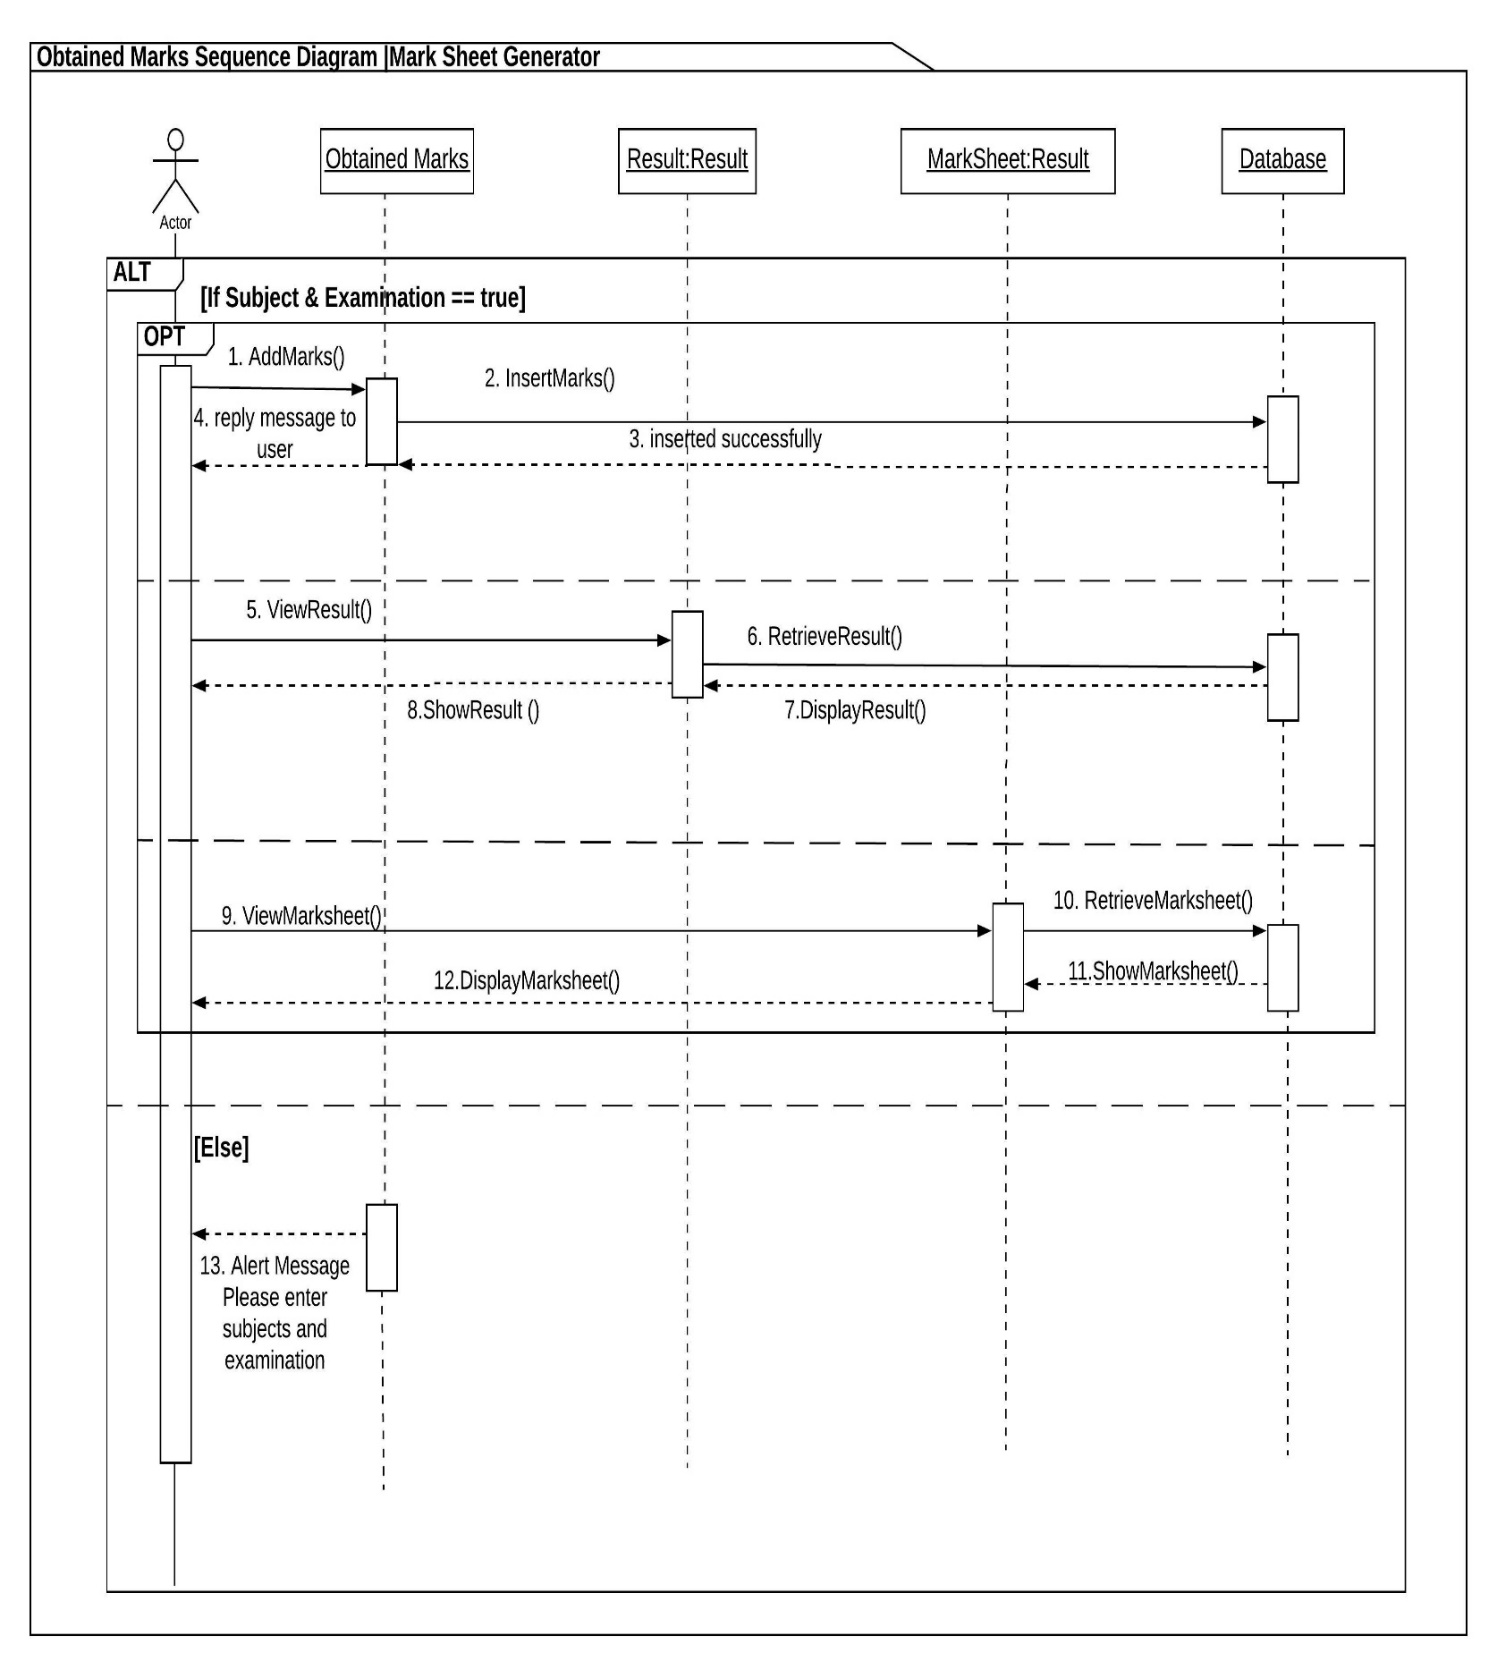 Obtained Marks Sequence Diagram |Mark Sheet Generator
Actor
Obtained Marks
Result:Result
MarkSheet:Result
Database
ALT
[If Subject & Examination == true]
OPT
1. AddMarks()
2. InsertMarks()
3. inserted successfully
4. reply message to
user
5. ViewResult()
6. RetrieveResult()
7.DisplayResult()
8.ShowResult ()
9. ViewMarksheet()
10. RetrieveMarksheet()
11.ShowMarksheet()
12.DisplayMarksheet()
[Else]
13. Alert Message
Please enter
subjects and
examination